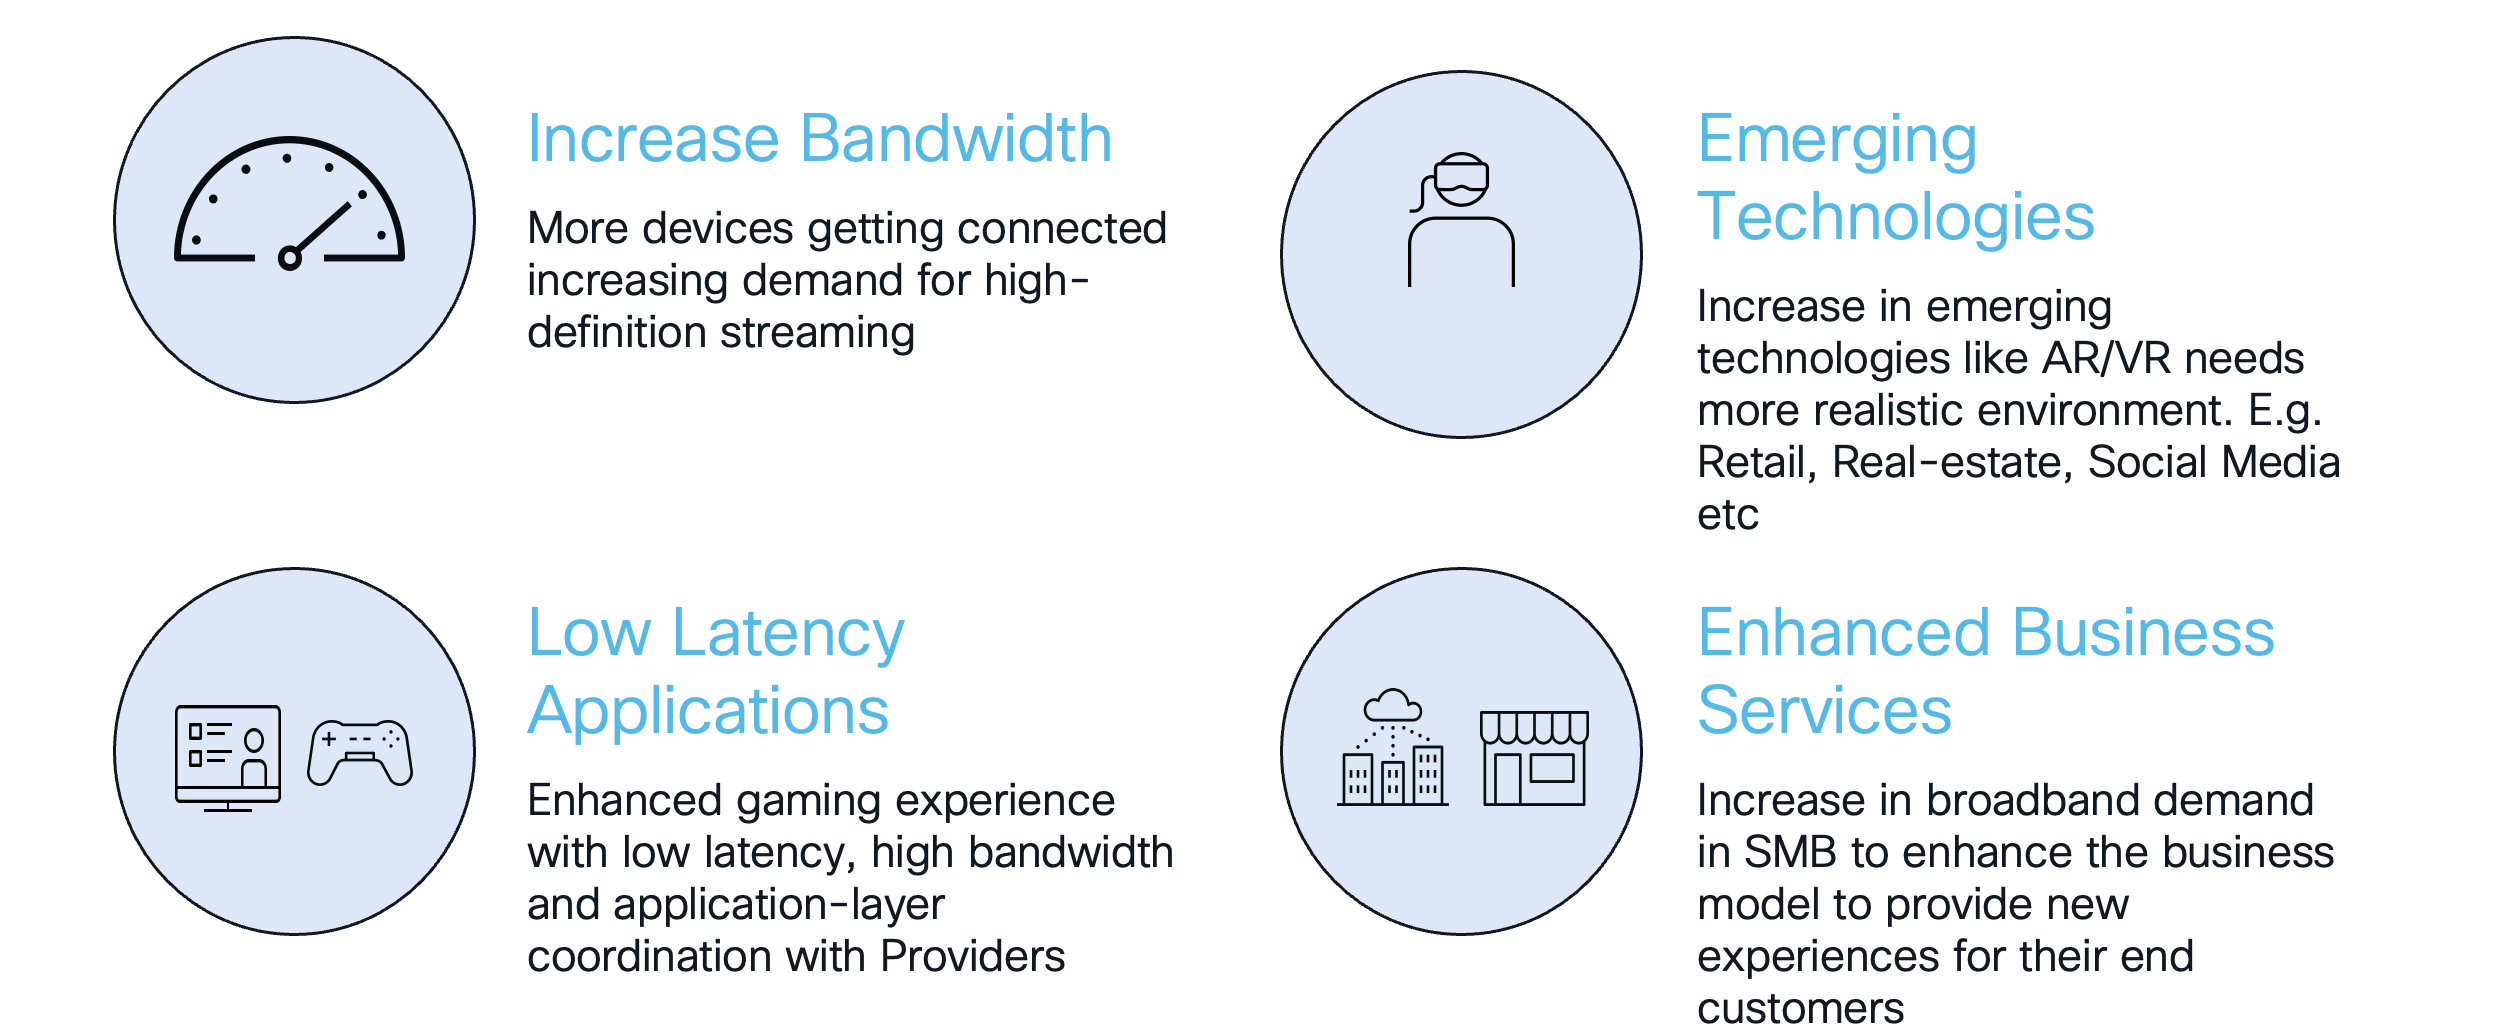 Increase Bandwidth
More devices getting connected
increasing demand for high-
definition streaming
Emerging
Technologies
Increase in emerging
technologies like AR/VR needs
more realistic environment. E.g.
Retail, Real-estate, Social Media
etc
Low Latency
Applications
Enhanced gaming experience
with low latency, high bandwidth
and application-layer
coordination with Providers
Enhanced Business
Services
Increase in broadband demand
in SMB to enhance the business
model to provide new
experiences for their end
customers